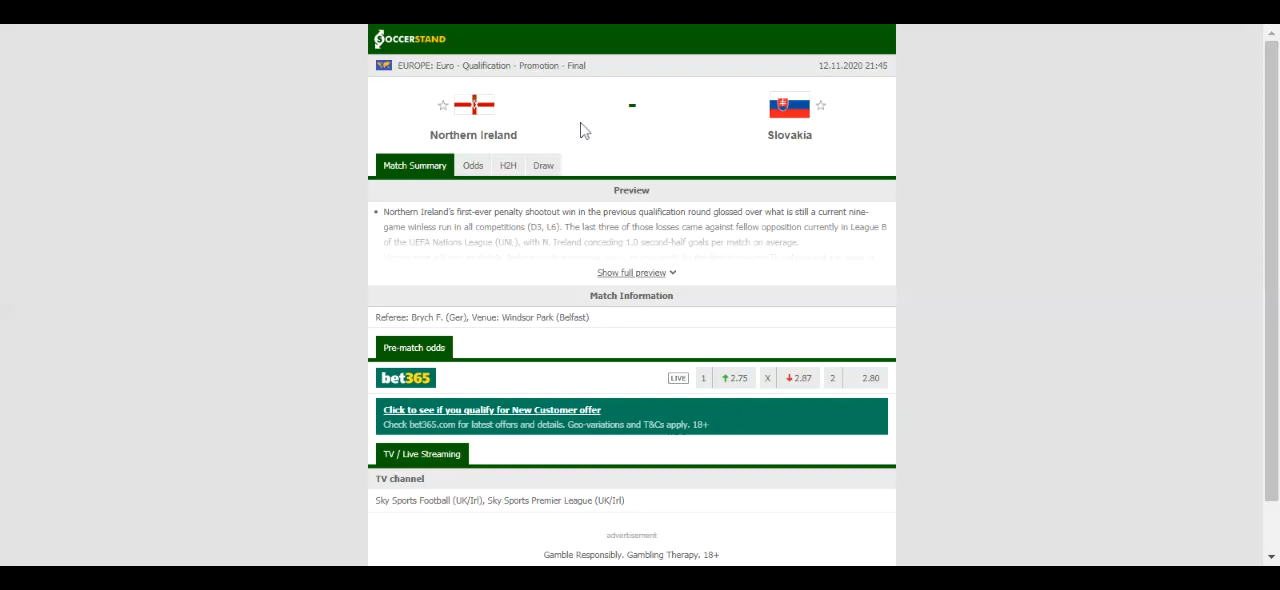 SOCCERSTAND
EUROPE: Euro - Qualification - Promotion - Final 12.11.2020 21:45
-
Northern Ireland Slovakia
Match Summary Odds H2H Draw
Preview
• Northern Ireland's first-ever penalty shootout win in the previous qualification round glossed over what is still a current nine-
game winless run in all competitions (D3, L6). The last three of those losses came against fellow opposition currently in League B
of the UEFA Nations League (UNL), with N. Ireland conceding 1.0 second-half goals per match on average.
Show full preview
Match Information
Referee: Brych F. (Ger), Venue: Windsor Park (Belfast)
Pre-match odds
bet365 LIVE 1 2.75 X 2.87 2 2.80
Click to see if you qualify for New Customer offer
Check bet365.com for latest offers and details. Geo-variations and T&Cs apply. 18+
TV / Live Streaming
TV channel
Sky Sports Football (UK/Irl), Sky Sports Premier League (UK/Irl)
advertisement
Gamble Responsibly. Gambling Therapy. 18+